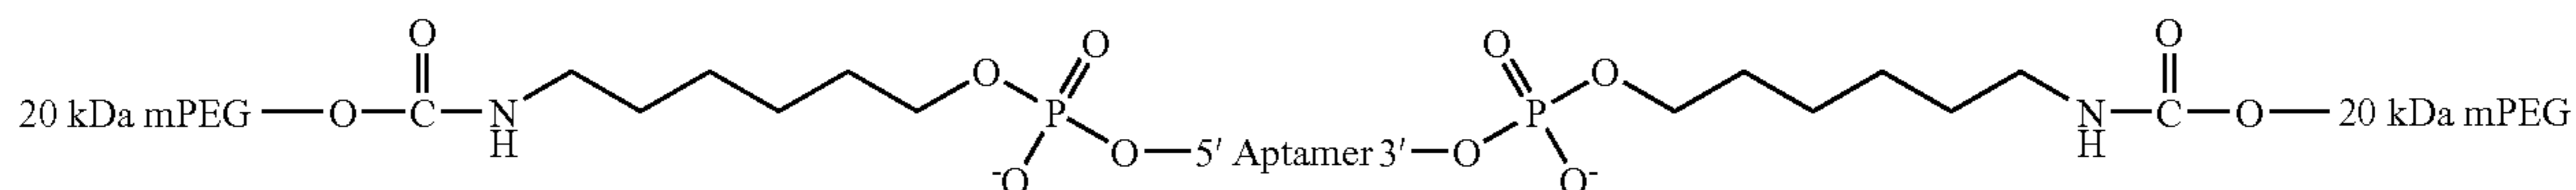 O O O O
O O
20 kDa mPEG O C N P P N C O 20 kDa mPEG
H O 5′ Aptamer 3′ O H
-O O-